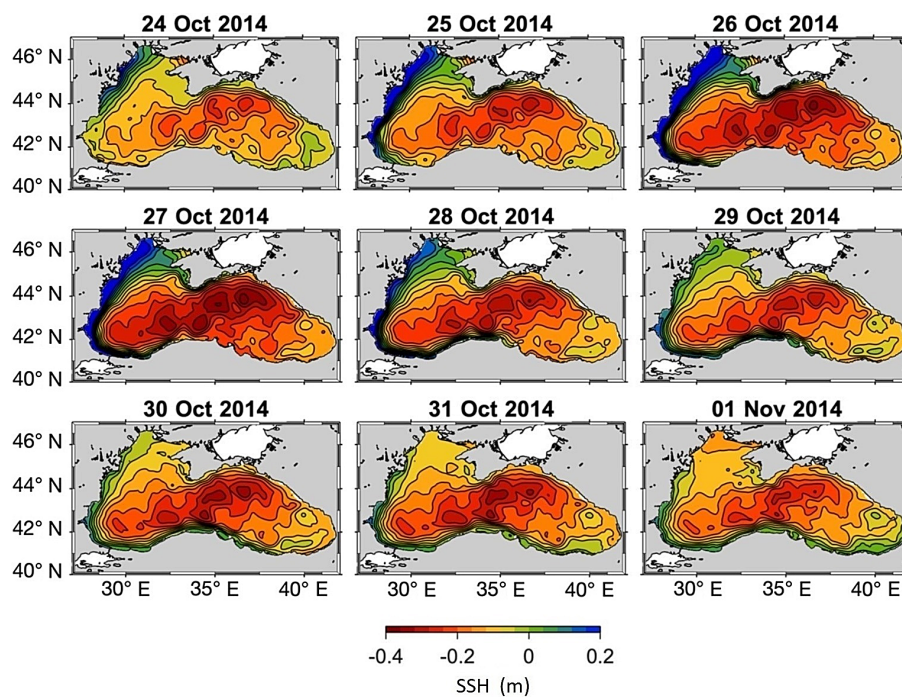 24 Oct 2014 25 Oct 2014 26 Oct 2014
46° N
44° N
42° N
40° N
27 Oct 2014 28 Oct 2014 29 Oct 2014
46° N
44° N
42° N
40° N
30 Oct 2014 31 Oct 2014 01 Nov 2014
46° N
44° N
42° N
40° N
30° E 35° E 40° E 30° E 35° E 40° E 30° E 35° E 40° E
-0.4 -0.2 0 0.2
SSH (m)